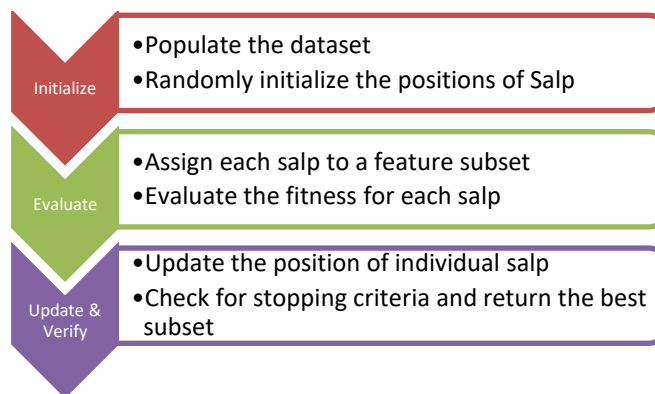 Initialize
•Populate the dataset
•Randomly initialize the positions of Salp
Evaluate
•Assign each salp to a feature subset
•Evaluate the fitness for each salp
Update &
Verify
•Update the position of individual salp
•Check for stopping criteria and return the best
subset